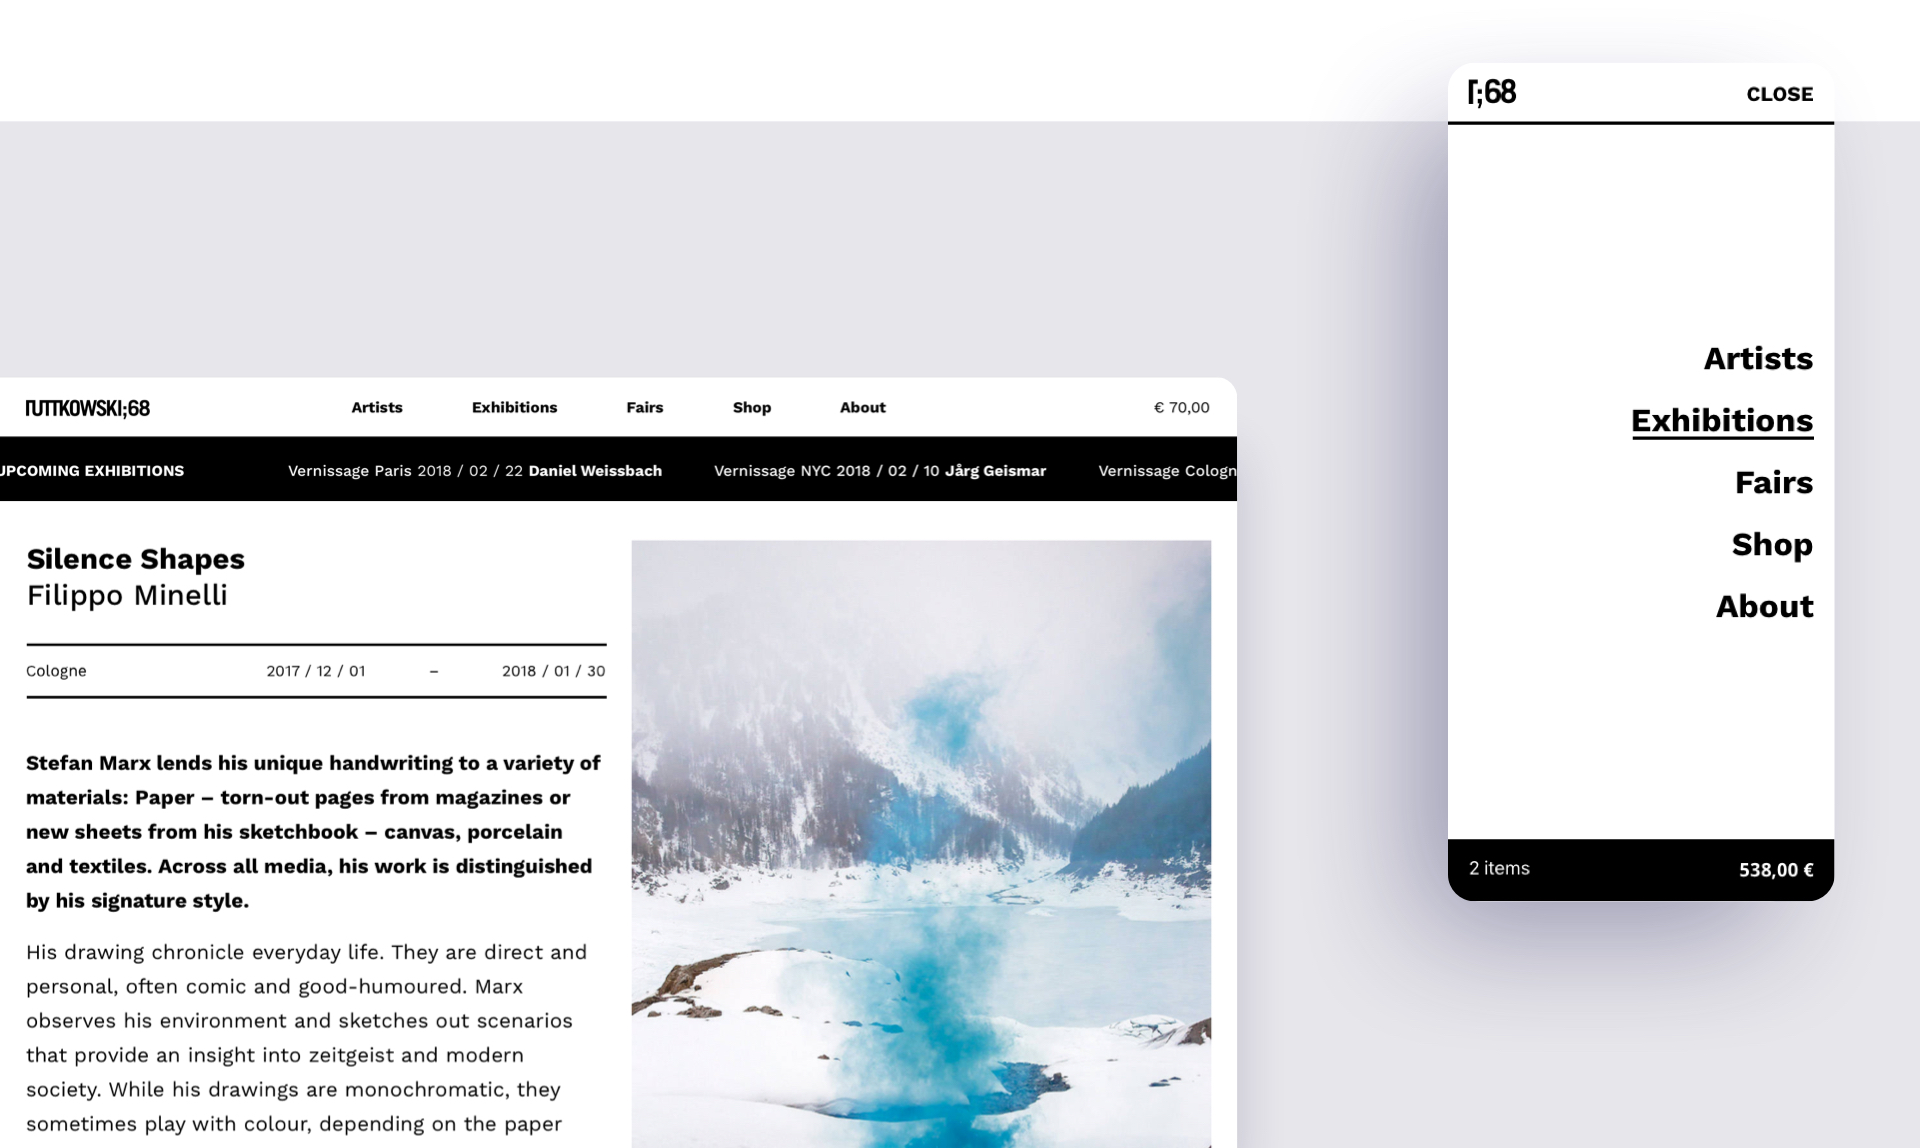 T;68
CLOSE
Artists
Exhibitions
Fairs
Shop
About
2 items
538,00 €
TUTTKOWSKI;68
Artists
Exhibitions
Fairs
Shop
About
€ 70,00
UPCOMING EXHIBITIONS
Vernissage Paris 2018 / 02 / 22 Daniel Weissbach
Vernissage NYC 2018 / 02 / 10 Jårg Geismar
Vernissage Cologn
Silence Shapes
Filippo Minelli
Cologne
2017 / 12 / 01 – 2018 / 01 / 30
Stefan Marx lends his unique handwriting to a variety of
materials: Paper – torn-out pages from magazines or
new sheets from his sketchbook – canvas, porcelain
and textiles. Across all media, his work is distinguished
by his signature style.
His drawing chronicle everyday life. They are direct and
personal, often comic and good-humoured. Marx
observes his environment and sketches out scenarios
that provide an insight into zeitgeist and modern
society. While his drawings are monochromatic, they
sometimes play with colour, depending on the paper